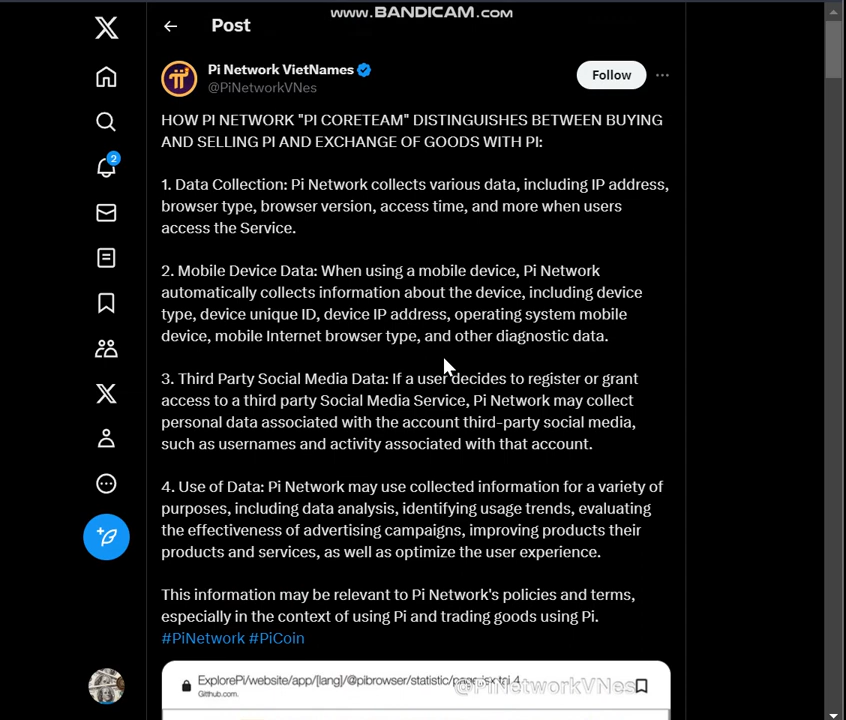 www.BANDICAM.com
Post
Pi Network VietNames
@PiNetworkVNes
Follow
HOW PI NETWORK "PI CORETEAM" DISTINGUISHES BETWEEN BUYING
AND SELLING PI AND EXCHANGE OF GOODS WITH PI:
1. Data Collection: Pi Network collects various data, including IP address,
browser type, browser version, access time, and more when users
access the Service.
2. Mobile Device Data: When using a mobile device, Pi Network
automatically collects information about the device, including device
type, device unique ID, device IP address, operating system mobile
device, mobile Internet browser type, and other diagnostic data.
3. Third Party Social Media Data: If a user decides to register or grant
access to a third party Social Media Service, Pi Network may collect
personal data associated with the account third-party social media,
such as usernames and activity associated with that account.
4. Use of Data: Pi Network may use collected information for a variety of
purposes, including data analysis, identifying usage trends, evaluating
the effectiveness of advertising campaigns, improving products their
products and services, as well as optimize the user experience.
This information may be relevant to Pi Network's policies and terms,
especially in the context of using Pi and trading goods using Pi.
#PiNetwork #PiCoin
2
ExplorePi/website/app/[lang]/@pibrowser/statistic/
@PiNetworkVNes
Github.com.